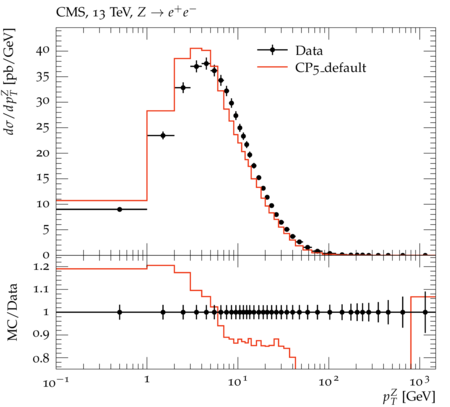 CMS, 13 TeV, Z → e⁺e⁻
dσ/dp_T^Z [pb/GeV]
40
35
30
25
20
15
10
5
0
Data
CP5_default
MC/Data
1.2
1.1
1
0.9
0.8
10⁻¹ 1 10¹ 10² 10³
p_T^Z [GeV]